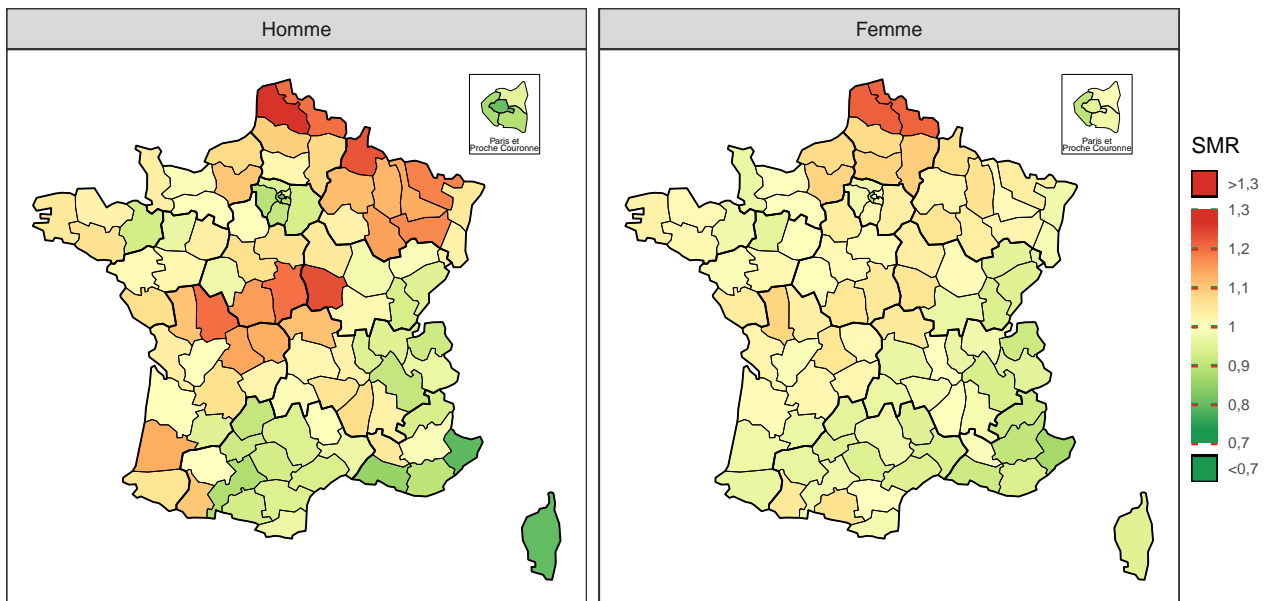 Homme
Femme
Paris et
Proche Couronne
Paris et
Proche Couronne
SMR
>1,3
1,3
1,2
1,1
1
0,9
0,8
0,7
<0,7